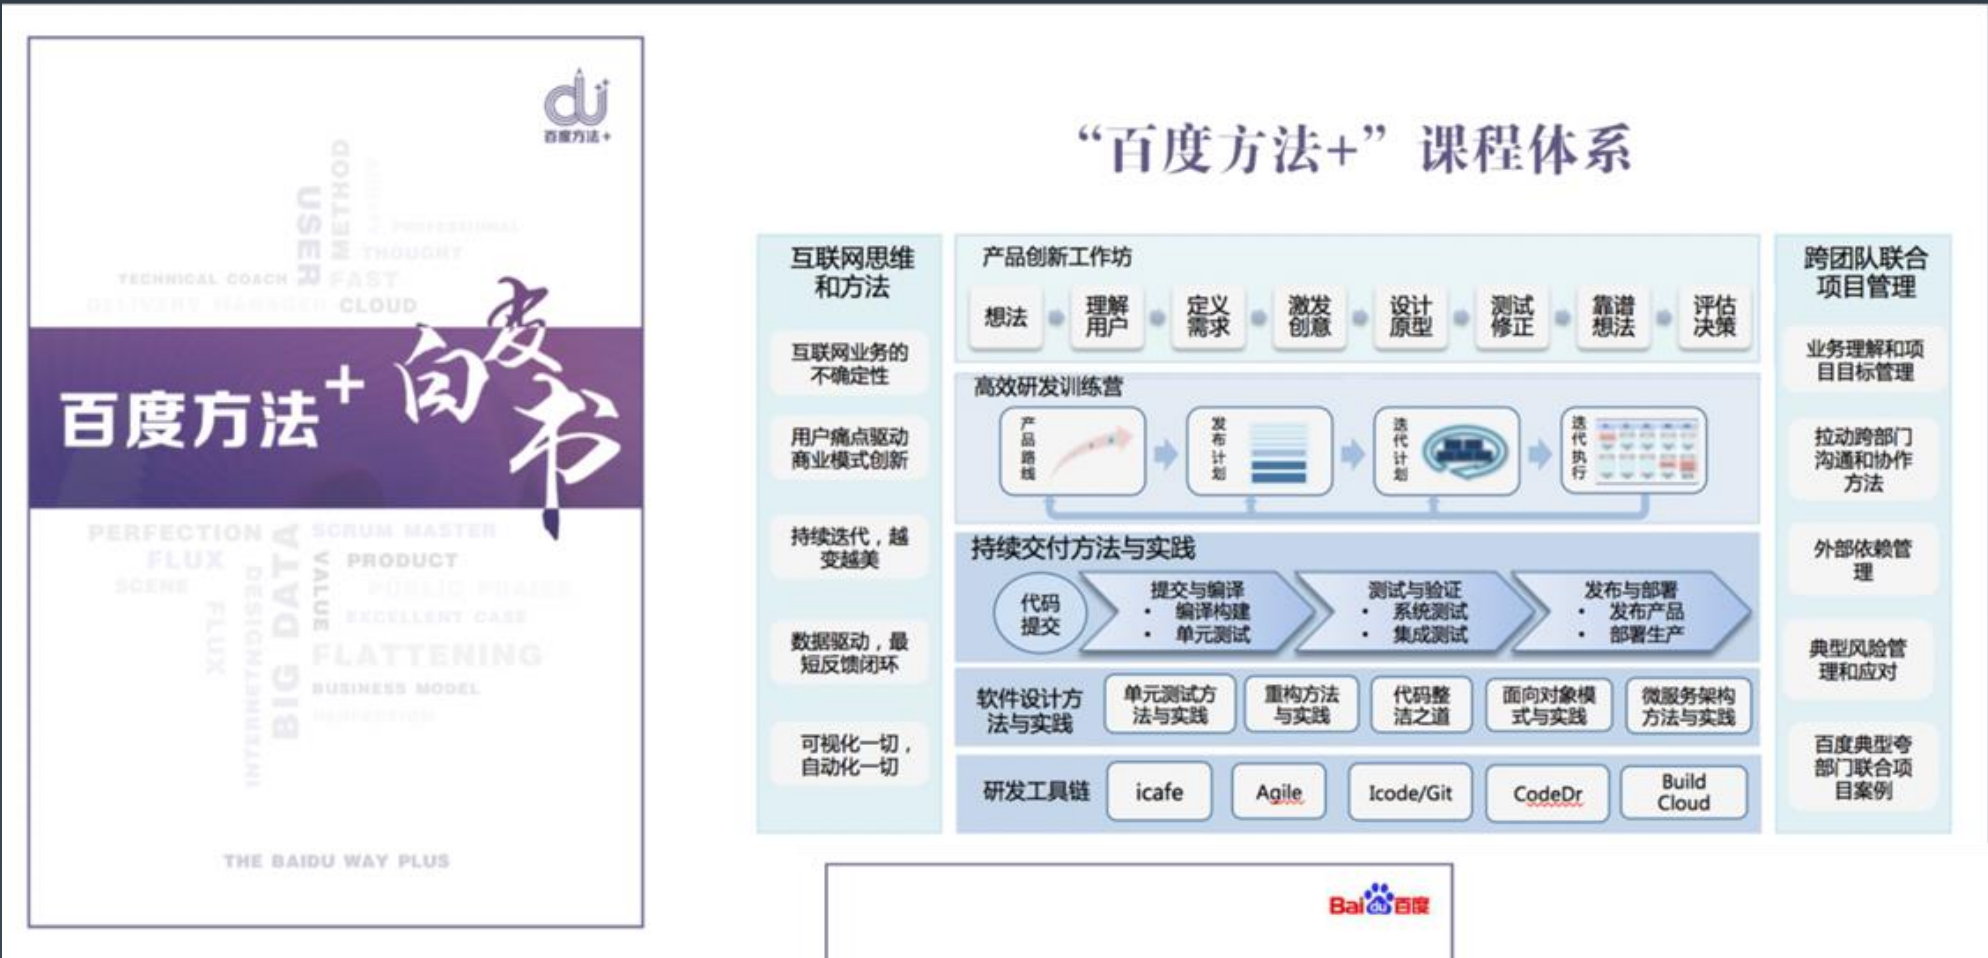 百度方法+
METHOD
USER
PROFESSIONAL
THOUGHT
TECHNICAL COACH
FAST
DELIVERY MANAGER
CLOUD
百度方法+
白皮书
PERFECTION
SCRUM MASTER
FLUX
BIG DATA
VALUE
PRODUCT
SCENE
PUBLIC PRAISE
FLUX
EXCELLENT CASE
FLATTENING
BUSINESS MODEL
THE BAIDU WAY PLUS
“百度方法+”课程体系
互联网思维
和方法
互联网业务的
不确定性
用户痛点驱动
商业模式创新
持续迭代，越
变越美
数据驱动，最
短反馈闭环
可视化一切，
自动化一切
产品创新工作坊
想法
理解
用户
定义
需求
激发
创意
设计
原型
测试
修正
靠谱
想法
评估
决策
高效研发训练营
产品路线
发布计划
迭代计划
迭代执行
持续交付方法与实践
代码
提交
提交与编译
• 编译构建
• 单元测试
测试与验证
• 系统测试
• 集成测试
发布与部署
• 发布产品
• 部署生产
软件设计方
法与实践
单元测试方
法与实践
重构方法
与实践
代码整
洁之道
面向对象模
式与实践
微服务架构
方法与实践
研发工具链
icafe
Agile
Icode/Git
CodeDr
Build
Cloud
跨团队联合
项目管理
业务理解和项
目目标管理
拉动跨部门
沟通和协作
方法
外部依赖管
理
典型风险管
理和应对
百度典型夸
部门联合项
目案例
Bai du 百度